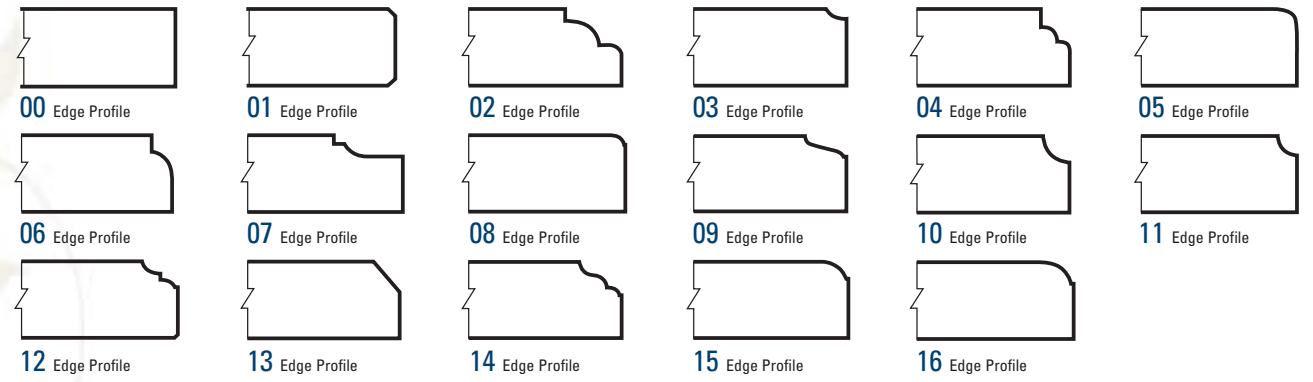 00 Edge Profile
01 Edge Profile
02 Edge Profile
03 Edge Profile
04 Edge Profile
05 Edge Profile
06 Edge Profile
07 Edge Profile
08 Edge Profile
09 Edge Profile
10 Edge Profile
11 Edge Profile
12 Edge Profile
13 Edge Profile
14 Edge Profile
15 Edge Profile
16 Edge Profile